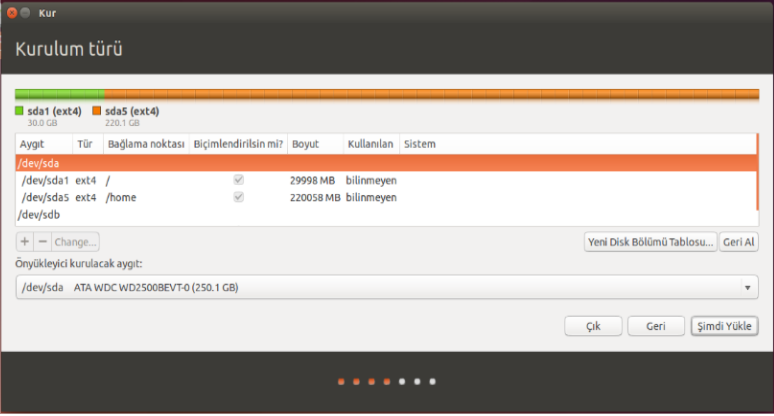 Kur
Kurulum türü
sda1 (ext4) sda5 (ext4)
30.0 GB 220.1 GB
Aygıt Tür Bağlama noktası Biçimlendirilsin mi? Boyut Kullanılan Sistem
/dev/sda
/dev/sda1 ext4 / 29998 MB bilinmeyen
/dev/sda5 ext4 /home 220058 MB bilinmeyen
/dev/sdb
+ − Change... Yeni Disk Bölümü Tablosu... Geri Al
Önyükleyici kurulacak aygıt:
/dev/sda ATA WDC WD2500BEVT-0 (250.1 GB)
Çık Geri Şimdi Yükle